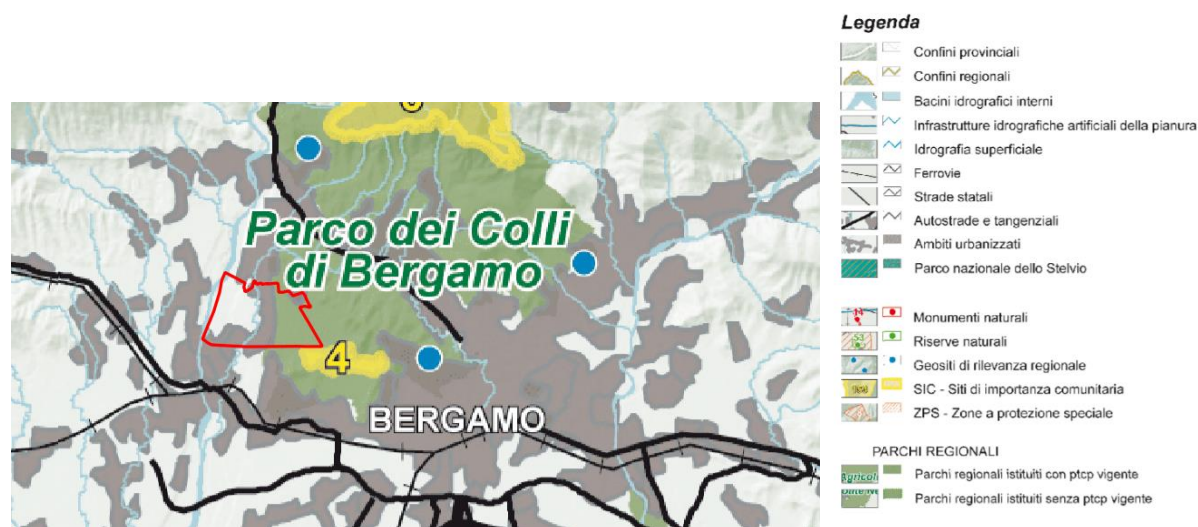 Legenda
Confini provinciali
Confini regionali
Bacini idrografici interni
Infrastrutture idrografiche artificiali della pianura
Idrografia superficiale
Ferrovie
Strade statali
Autostrade e tangenziali
Ambiti urbanizzati
Parco nazionale dello Stelvio
Monumenti naturali
Riserve naturali
Geositi di rilevanza regionale
SIC - Siti di importanza comunitaria
ZPS - Zone a protezione speciale
PARCHI REGIONALI
Parchi regionali istituiti con ptcp vigente
Parchi regionali istituiti senza ptcp vigente
Parco dei Colli
di Bergamo
4
BERGAMO